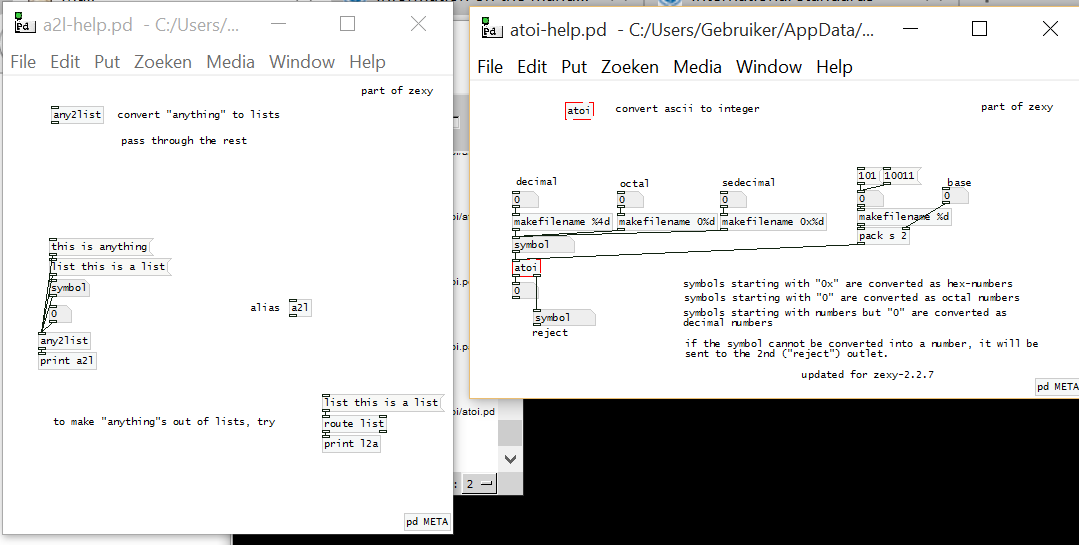 a2l-help.pd - C:/Users/...
File Edit Put Zoeken Media Window Help
part of zexy
any2list convert "anything" to lists
pass through the rest
this is anything
list this is a list
symbol
0
alias a2l
any2list
print a2l
list this is a list
to make "anything"s out of lists, try
route list
print l2a
pd META
atoi-help.pd - C:/Users/Gebruiker/AppData/...
File Edit Put Zoeken Media Window Help
atoi convert ascii to integer part of zexy
decimal octal sedecimal 101 10011 base
0 0 0 0 0
makefilename %4d makefilename 0%d makefilename 0x%d makefilename %d
symbol pack s 2
atoi
0
symbol
reject
symbols starting with "0x" are converted as hex-numbers
symbols starting with "0" are converted as octal numbers
symbols starting with numbers but "0" are converted as
decimal numbers
if the symbol cannot be converted into a number, it will be
sent to the 2nd ("reject") outlet.
updated for zexy-2.2.7
pd META
oi/atoi.pd
: 2